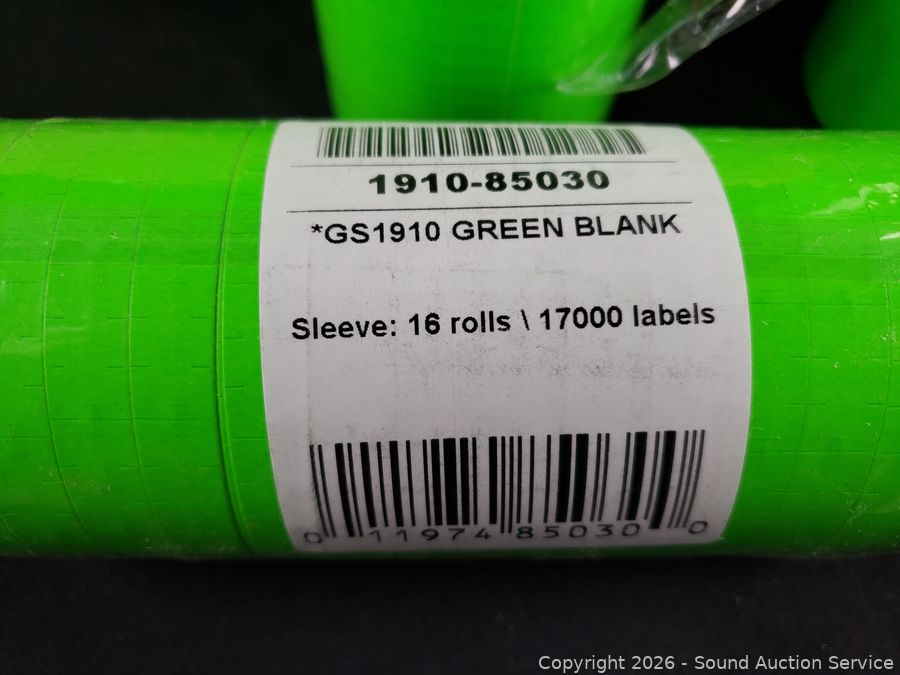 1910-85030
*GS1910 GREEN BLANK
Sleeve: 16 rolls \ 17000 labels
0 11974 85030 0
Copyright © 2026 - Sound Auction Service